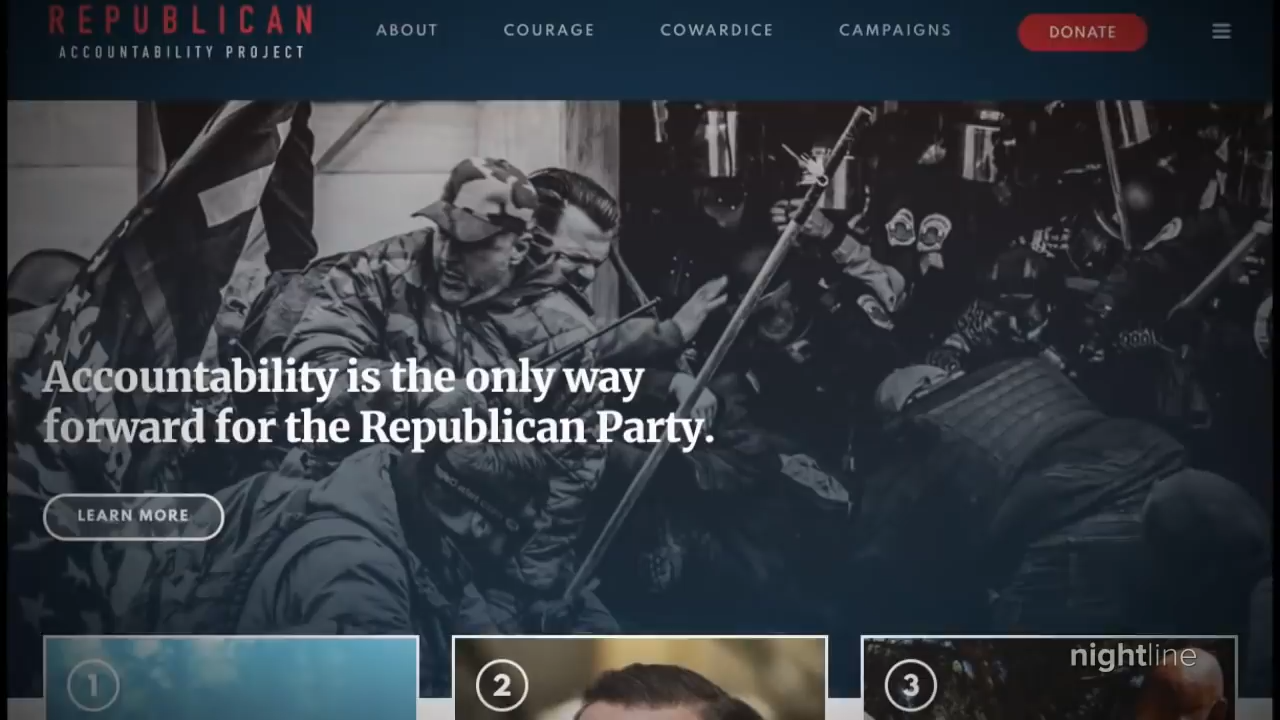 REPUBLICAN
ACCOUNTABILITY PROJECT
ABOUT
COURAGE
COWARDICE
CAMPAIGNS
DONATE
Accountability is the only way
forward for the Republican Party.
LEARN MORE
1
2
3
nightline